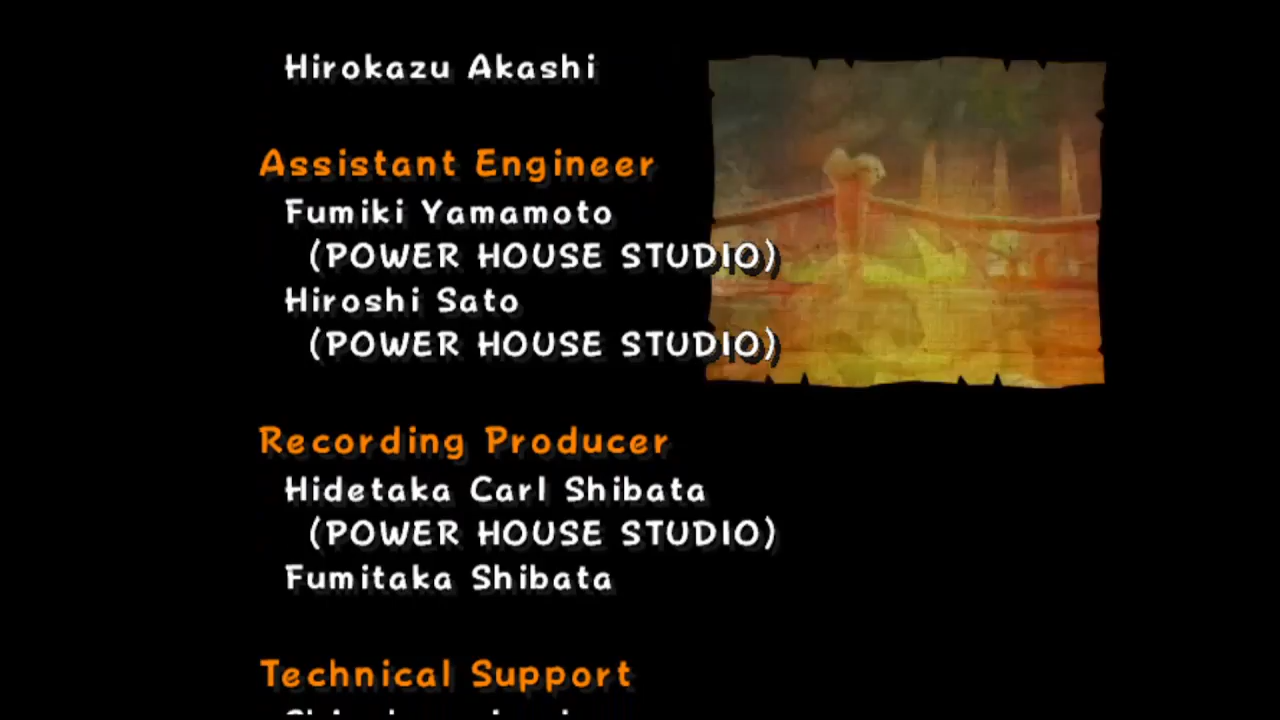 Hirokazu Akashi
Assistant Engineer
Fumiki Yamamoto
(POWER HOUSE STUDIO)
Hiroshi Sato
(POWER HOUSE STUDIO)
Recording Producer
Hidetaka Carl Shibata
(POWER HOUSE STUDIO)
Fumitaka Shibata
Technical Support